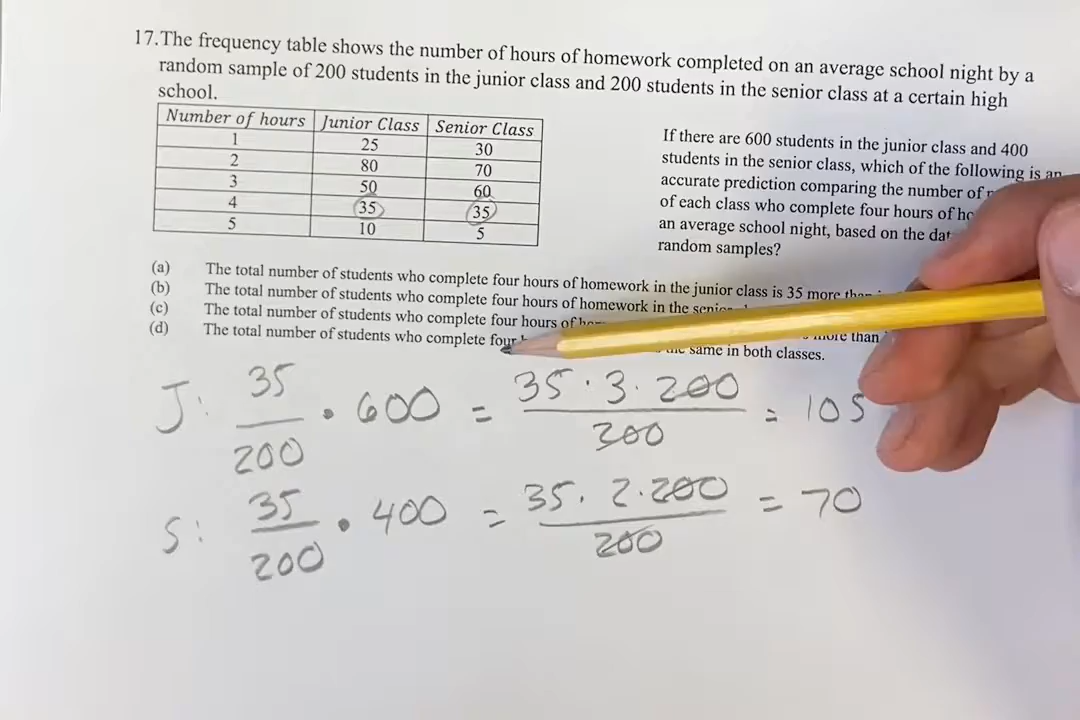 17. The frequency table shows the number of hours of homework completed on an average school night by a
random sample of 200 students in the junior class and 200 students in the senior class at a certain high
school.
Number of hours Junior Class Senior Class
1 25 30
2 80 70
3 50 60
4 35 35
5 10 5
If there are 600 students in the junior class and 400
students in the senior class, which of the following is an
accurate prediction comparing the number of
of each class who complete four hours of
an average school night, based on the
random samples?
(a) The total number of students who complete four hours of homework in the junior class is 35 more
(b) The total number of students who complete four hours of homework in the
(c) The total number of students who complete four hours of
more than
(d) The total number of students who complete four
same in both classes.
J: 35/200 · 600 = 35 · 3 · 200/300 = 105
S: 35/200 · 400 = 35 · 2 · 200/200 = 70